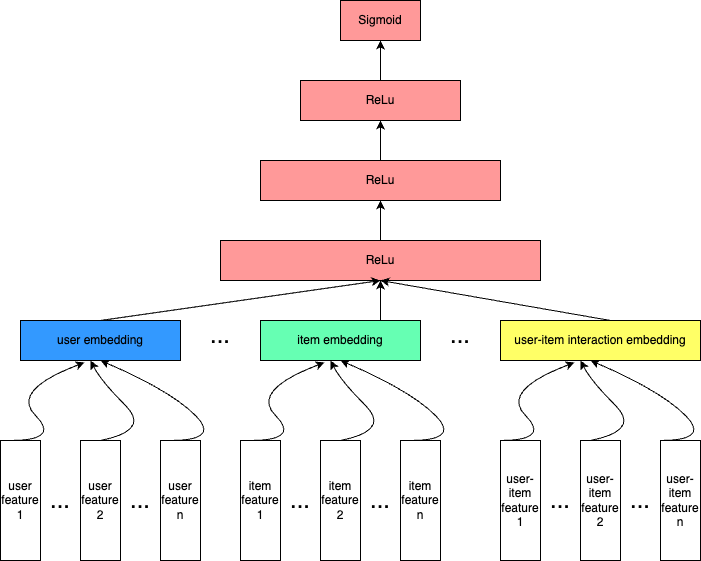 Sigmoid
ReLu
ReLu
ReLu
user embedding
...
item embedding
...
user-item interaction embedding
user
feature
1
...
user
feature
2
...
user
feature
n
item
feature
1
...
item
feature
2
...
item
feature
n
user-
item
feature
1
...
user-
item
feature
2
...
user-
item
feature
n